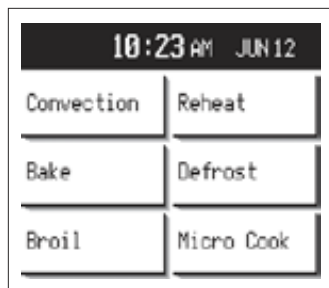 10:23 AM JUN 12
Convection Reheat
Bake Defrost
Broil Micro Cook